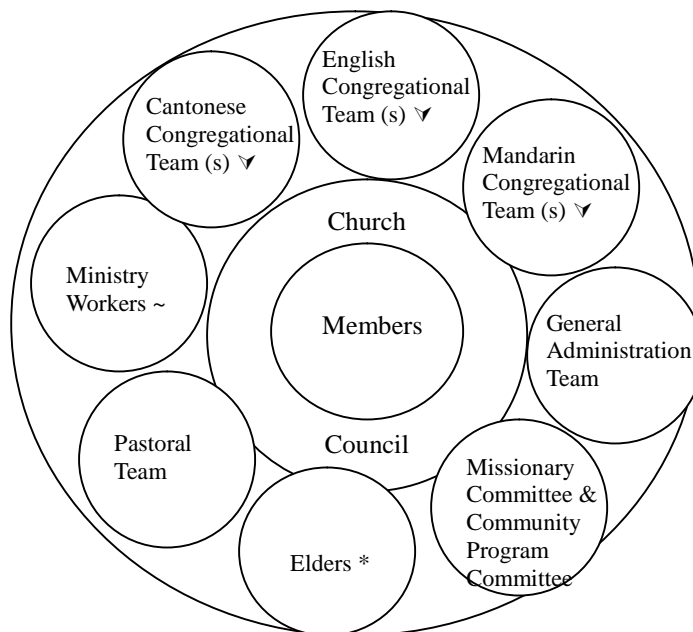 English
Congregational
Team (s) ⮛
Cantonese
Congregational
Team (s) ⮛
Mandarin
Congregational
Team (s) ⮛
Church
Ministry
Workers ~
Members
General
Administration
Team
Pastoral
Team
Council
Missionary
Committee &
Community
Program
Committee
Elders *